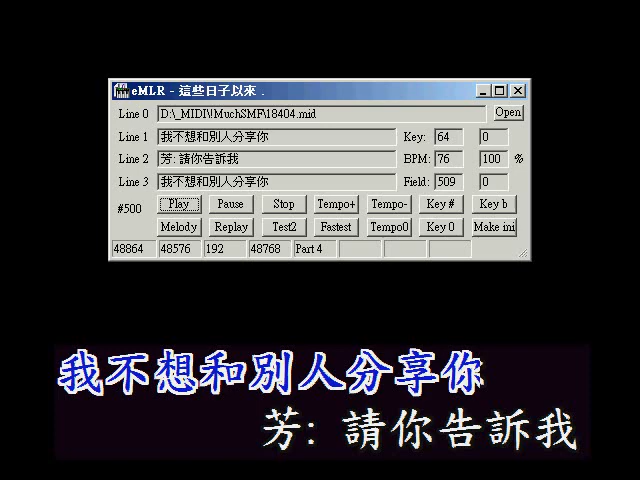 eMLR - 這些日子以來 .
Line 0 D:\_MIDI\!MuchSMF\18404.mid Open
Line 1 我不想和別人分享你 Key: 64 0
Line 2 芳: 請你告訴我 BPM: 76 100 %
Line 3 我不想和別人分享你 Field: 509 0
#500 Play Pause Stop Tempo+ Tempo- Key # Key b
Melody Replay Test2 Fastest Tempo0 Key 0 Make ini
48864 48576 192 48768 Part 4
我不想和別人分享你
芳: 請你告訴我